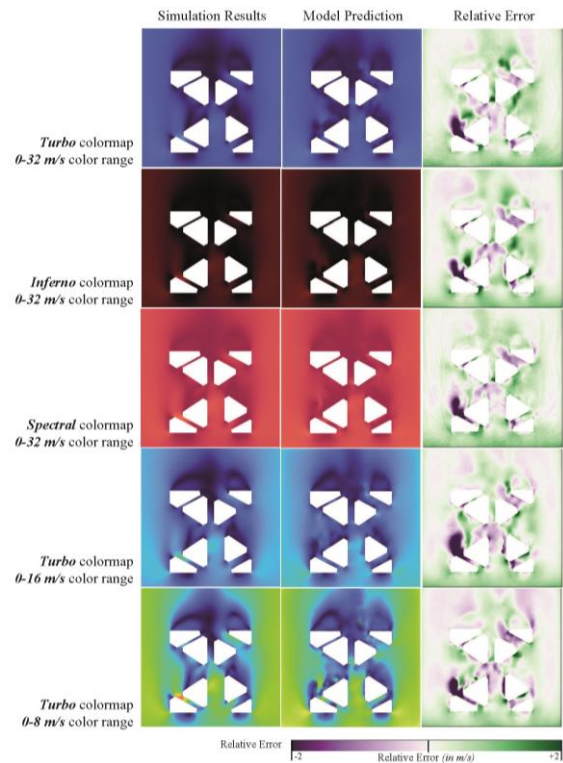 Simulation Results Model Prediction Relative Error
Turbo colormap
0-32 m/s color range
Inferno colormap
0-32 m/s color range
Spectral colormap
0-32 m/s color range
Turbo colormap
0-16 m/s color range
Turbo colormap
0-8 m/s color range
Relative Error
-2 Relative Error (in m/s) +2